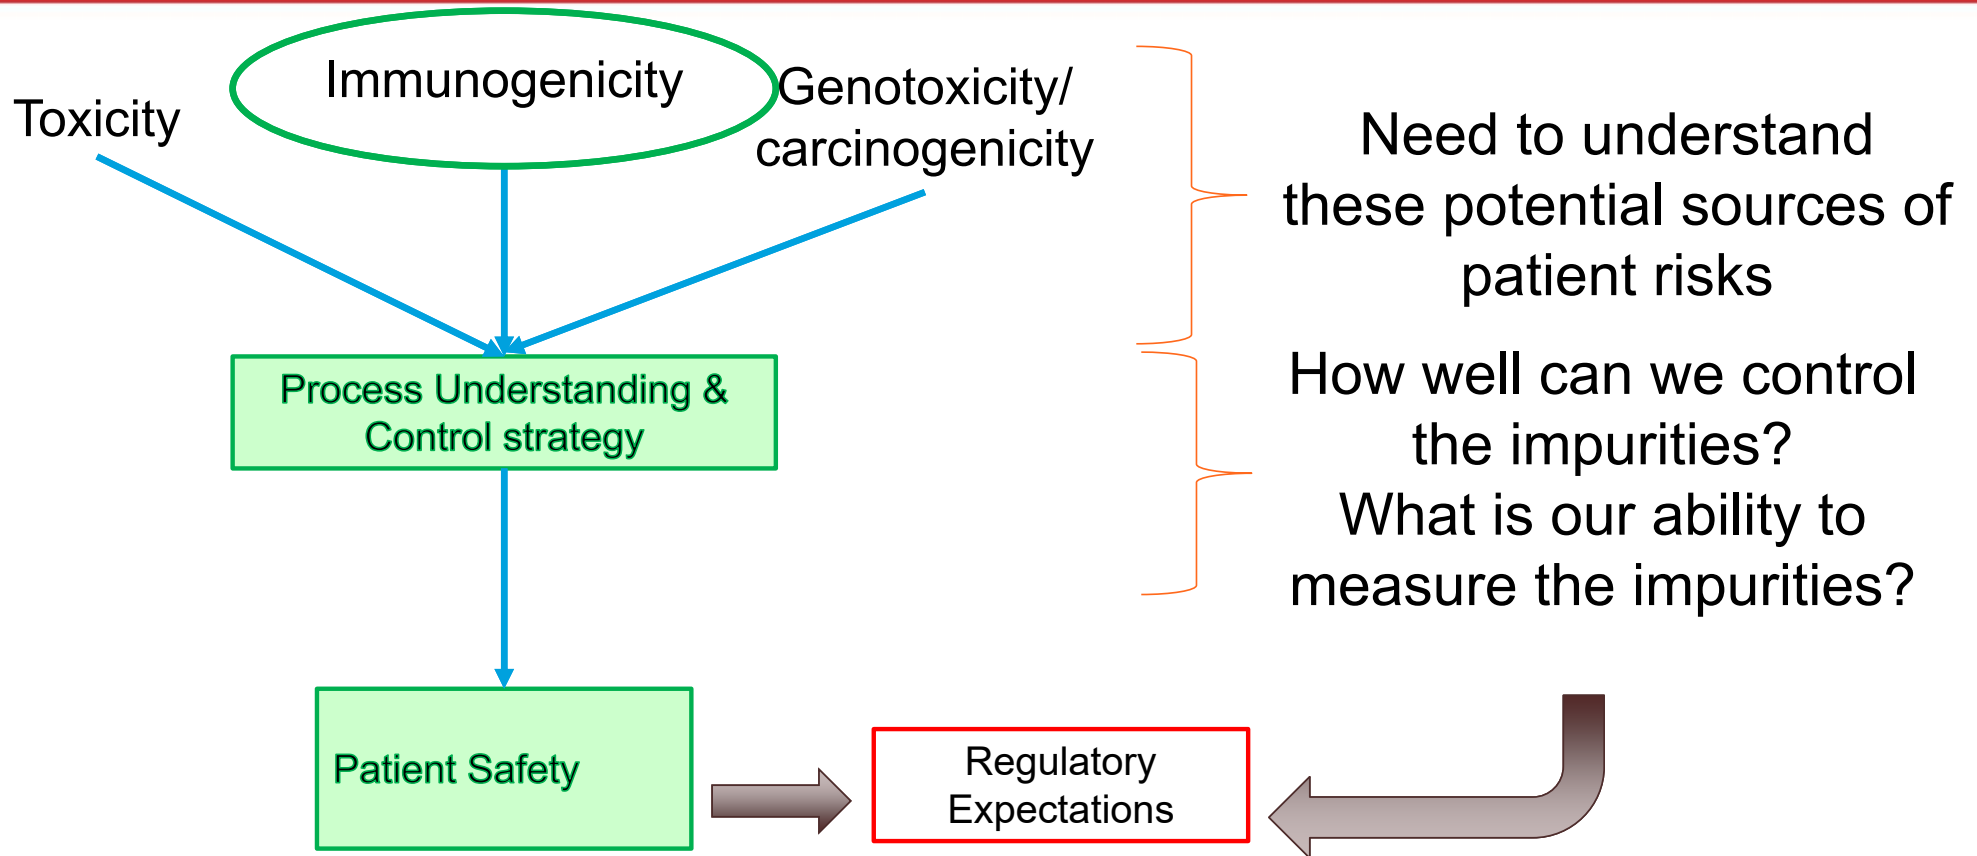 Immunogenicity
Toxicity
Genotoxicity/
carcinogenicity
Need to understand
these potential sources of
patient risks
Process Understanding &
Control strategy
How well can we control
the impurities?
What is our ability to
measure the impurities?
Patient Safety
Regulatory
Expectations